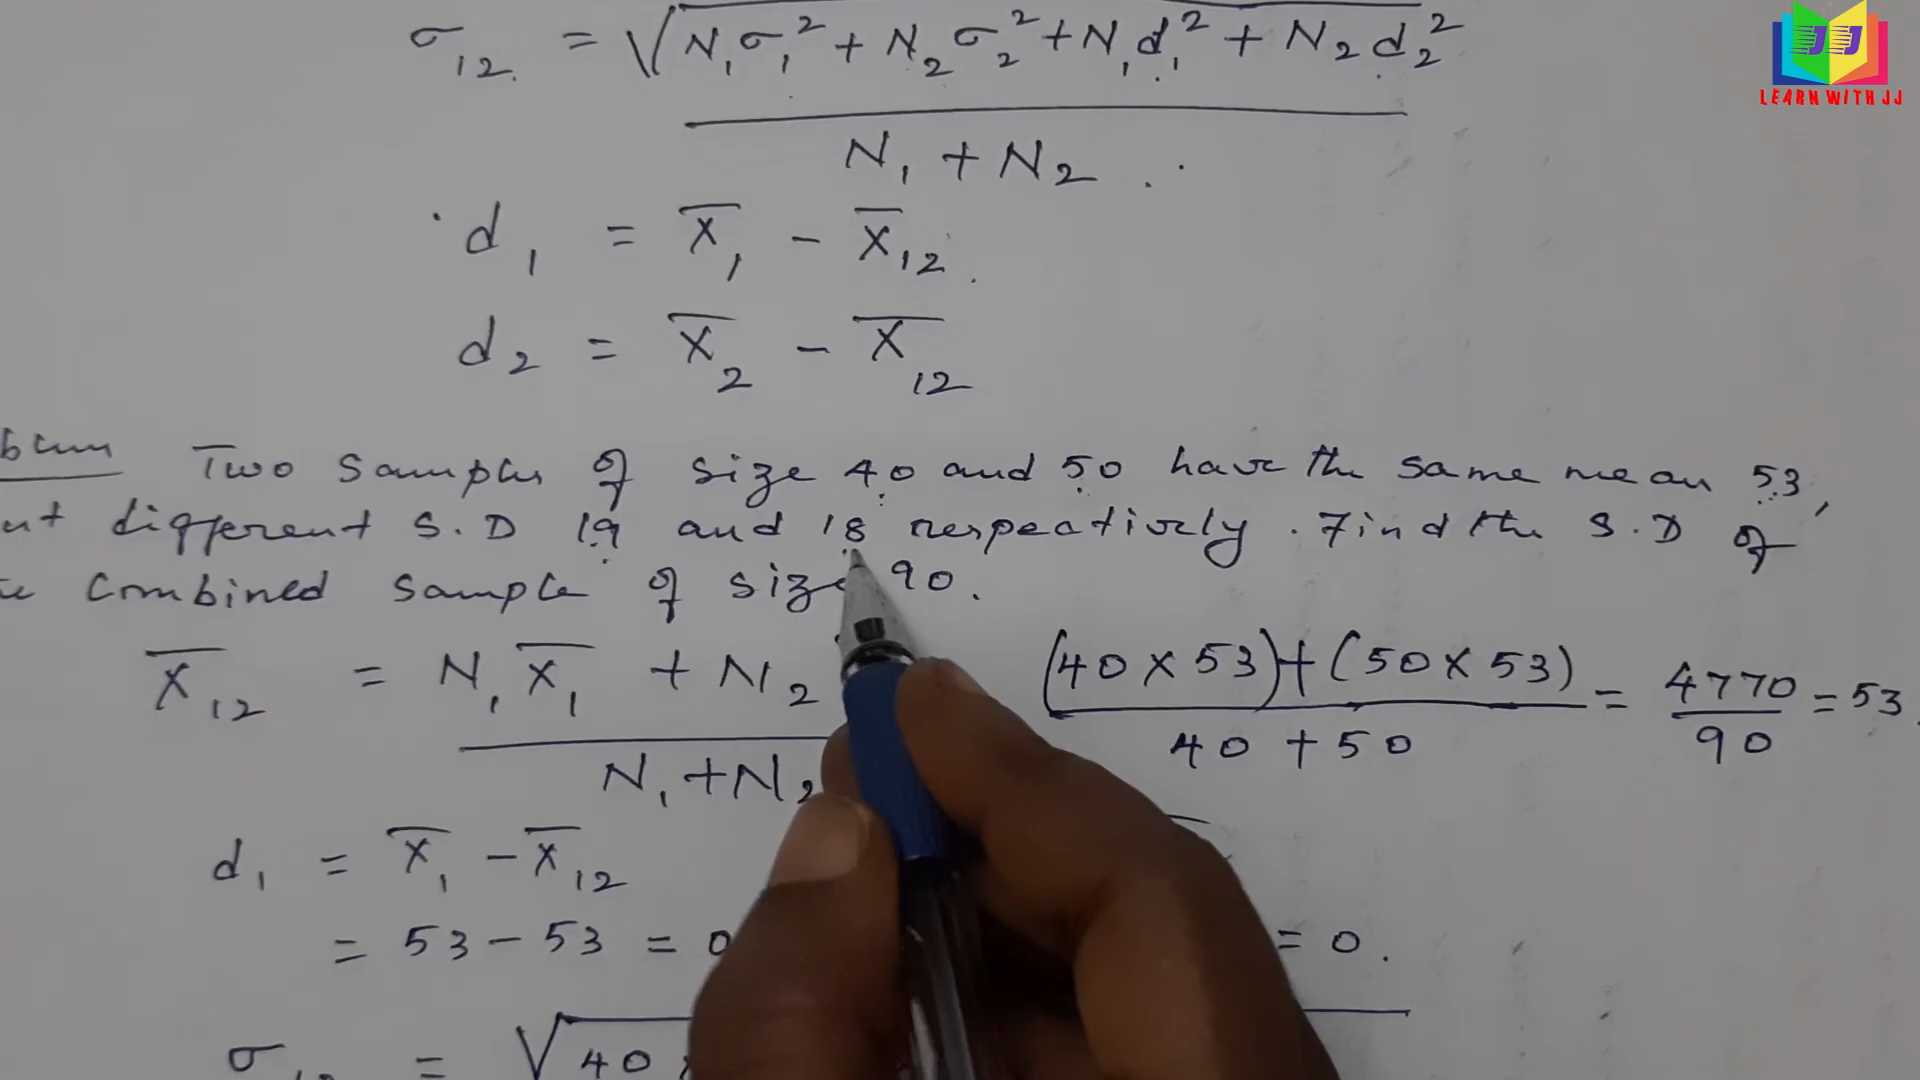 σ₁₂ = √N₁σ₁² + N₂σ₂² + N₁d₁² + N₂d₂²
N₁ + N₂
LEARN WITH JJ
d₁ = X̄₁ - X̄₁₂
d₂ = X̄₂ - X̄₁₂
Two Samples of size 40 and 50 have the same mean 53,
different S.D 19 and 18 respectively. Find the S.D of
combined sample of size 90.
X̄₁₂ = N₁X̄₁ + N₂ (40 × 53) + (50 × 53) = 4770 = 53.
N₁ + N₂ 40 + 50 90
d₁ = X̄₁ - X̄₁₂
= 53 - 53 = 0 = 0.
σ = √40